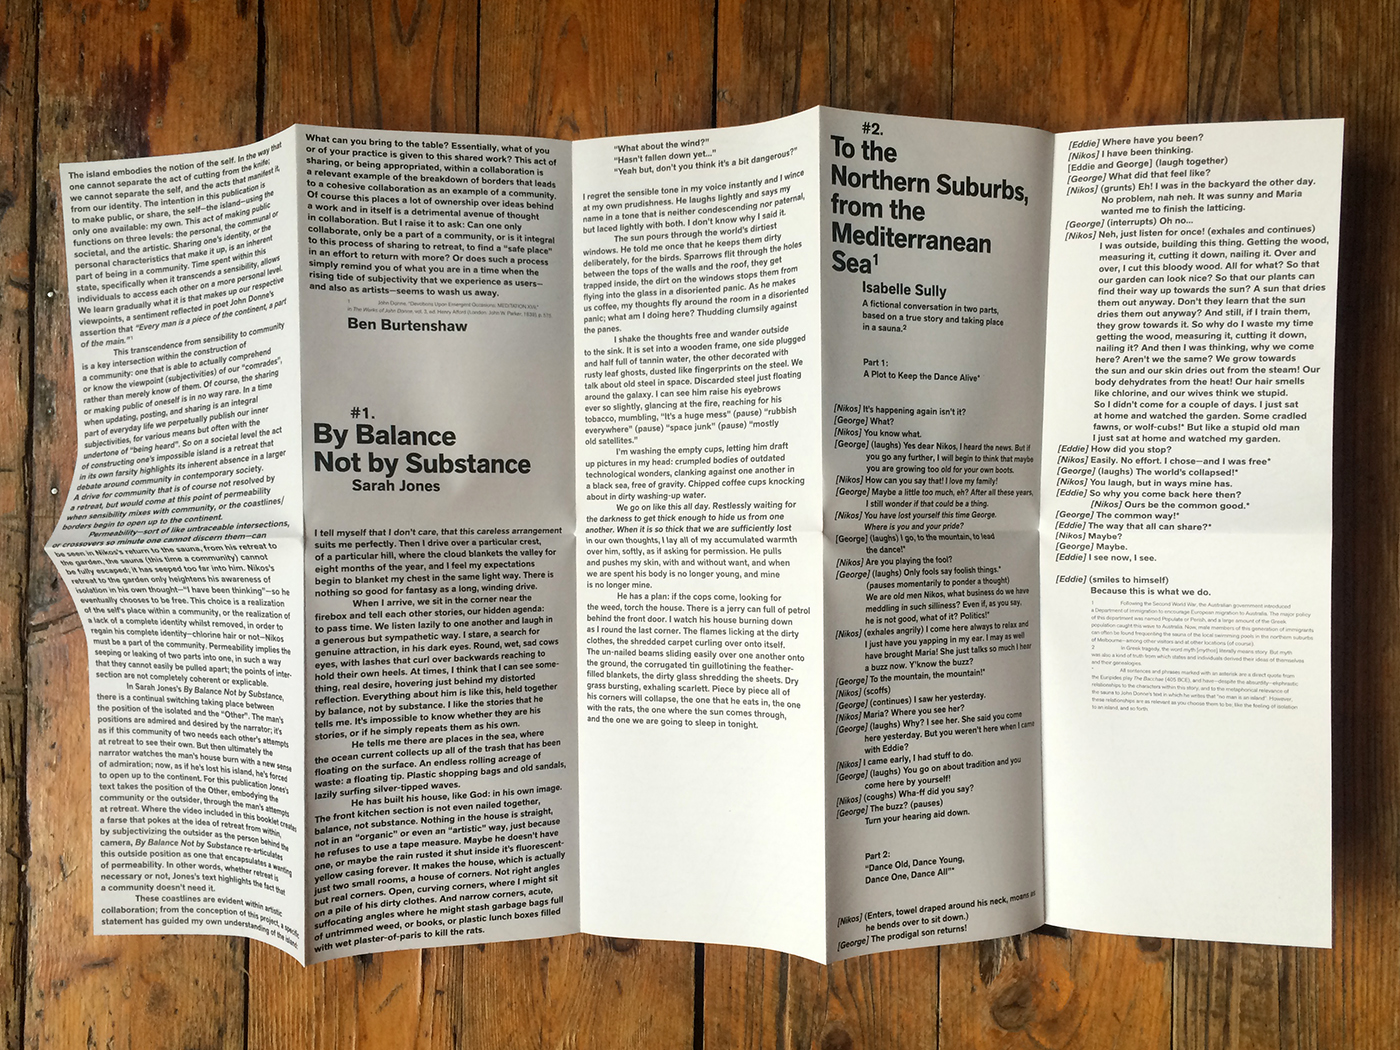 The island embodies the notion of the self. In the way that
one cannot separate the act of cutting from the knife;
we cannot separate the self, and the acts that manifest it,
from our identity. The intention in this publication is
to make public, or share, the self–the island–using the
only one available: my own. This act of making public
functions on three levels: the personal, the communal or
societal, and the artistic. Sharing one's identity, or the
personal characteristics that make it up, is an inherent
part of being in a community. Time spent within this
state, specifically when it transcends a sensibility, allows
individuals to access each other on a more personal level.
We learn gradually what it is that makes up our respective
viewpoints, a sentiment reflected in poet John Donne's
assertion that "Every man is a piece of the continent, a part
of the main."¹
This transcendence from sensibility to community
is a key intersection within the construction of
a community: one that is able to actually comprehend
or know the viewpoint (subjectivities) of our "comrades",
rather than merely know of them. Of course, the sharing
or making public of oneself is in no way rare. In a time
when updating, posting, and sharing is an integral
part of everyday life we perpetually publish our inner
subjectivities, for various means but often with the
undertone of "being heard". So on a societal level the act
of constructing one's impossible island is a retreat that
in its own farsity highlights its inherent absence in a larger
debate around community in contemporary society.
A drive for community that is of course not resolved by
a retreat, but would come at this point of permeability
when sensibility mixes with community, or the coastlines/
borders begin to open up to the continent.
Permeability—sort of like untraceable intersections,
or crossovers so minute one cannot discern them—can
be seen in Nikos's return to the sauna, from his retreat to
the garden, the sauna (this time a community) cannot
be fully escaped; it has seeped too far into him. Nikos's
retreat to the garden only heightens his awareness of
isolation in his own thought—"I have been thinking"—so he
eventually chooses to be free. This choice is a realization
of the self's place within a community, or the realization of
a lack of a complete identity whilst removed, in order to
regain his complete identity—chlorine hair or not—Nikos
must be a part of the community. Permeability implies the
seeping or leaking of two parts into one, in such a way
that they cannot easily be pulled apart; the points of inter-
section are not completely coherent or explicable.
In Sarah Jones's By Balance Not by Substance,
there is a continual switching taking place between
the position of the isolated and the "Other". The man's
positions are admired and desired by the narrator; it's
as if this community of two needs each other's attempts
at retreat to see their own. But then ultimately the
narrator watches the man's house burn with a new sense
of admiration; now, as if he's lost his island, he's forced
to open up to the continent. For this publication Jones's
text takes the position of the Other, embodying the
community or the outsider, through the man's attempts
at retreat. Where the video included in this booklet creates
a farse that pokes at the idea of retreat from within,
by subjectivizing the outsider as the person behind the
camera, By Balance Not by Substance re-articulates
this outside position as one that encapsulates a wanting
of permeability. In other words, whether retreat is
necessary or not, Jones's text highlights the fact that
a community doesn't need it.
These coastlines are evident within artistic
collaboration; from the conception of this project, a specific
statement has guided my own understanding of the island:
What can you bring to the table? Essentially, what of you
or of your practice is given to this shared work? This act of
sharing, or being appropriated, within a collaboration is
a relevant example of the breakdown of borders that leads
to a cohesive collaboration as an example of a community.
Of course this places a lot of ownership over ideas behind
a work and in itself is a detrimental avenue of thought
in collaboration. But I raise it to ask: Can one only
collaborate, only be a part of a community, or is it integral
to this process of sharing to retreat, to find a "safe place"
in an effort to return with more? Or does such a process
simply remind you of what you are in a time when the
rising tide of subjectivity that we experience as users—
and also as artists—seems to wash us away.
1 John Donne, "Devotions Upon Emergent Occasions, MEDITATION XVII,"
in The Works of John Donne, vol. 3, ed. Henry Alford (London: John W. Parker, 1839) p.
Ben Burtenshaw
#1.
By Balance
Not by Substance
Sarah Jones
I tell myself that I don't care, that this careless arrangement
suits me perfectly. Then I drive over a particular crest,
of a particular hill, where the cloud blankets the valley for
eight months of the year, and I feel my expectations
begin to blanket my chest in the same light way. There is
nothing so good for fantasy as a long, winding drive.
When I arrive, we sit in the corner near the
firebox and tell each other stories, our hidden agenda:
to pass time. We listen lazily to one another and laugh in
a generous but sympathetic way. I stare, a search for
genuine attraction, in his dark eyes. Round, wet, sad cows
eyes, with lashes that curl over backwards reaching to
hold their own heels. At times, I think that I can see some-
thing, real desire, hovering just behind my distorted
reflection. Everything about him is like this, held together
by balance, not by substance. I like the stories that he
tells me. It's impossible to know whether they are his
stories, or if he simply repeats them as his own.
He tells me there are places in the sea, where
the ocean current collects up all of the trash that has been
floating on the surface. An endless rolling acreage of
waste: a floating tip. Plastic shopping bags and old sandals,
lazily surfing silver-tipped waves.
He has built his house, like God: in his own image.
The front kitchen section is not even nailed together,
balance, not substance. Nothing in the house is straight,
not in an "organic" or even an "artistic" way, just because
he refuses to use a tape measure. Maybe he doesn't have
one, or maybe the rain rusted it shut inside it's fluorescent-
yellow casing forever. It makes the house, which is actually
just two small rooms, a house of corners. Not right angles
but real corners. Open, curving corners, where I might sit
on a pile of his dirty clothes. And narrow corners, acute,
suffocating angles where he might stash garbage bags full
of untrimmed weed, or books, or plastic lunch boxes filled
with wet plaster-of-paris to kill the rats.
"What about the wind?"
"Hasn't fallen down yet..."
"Yeah but, don't you think it's a bit dangerous?"
I regret the sensible tone in my voice instantly and I wince
at my own prudishness. He laughs lightly and says my
name in a tone that is neither condescending nor paternal,
but laced lightly with both. I don't know why I said it.
The sun pours through the world's dirtiest
windows. He told me once that he keeps them dirty
deliberately, for the birds. Sparrows flit through the holes
between the tops of the walls and the roof, they get
trapped inside, the dirt on the windows stops them from
flying into the glass in a disoriented panic. As he makes
us coffee, my thoughts fly around the room in a disoriented
panic; what am I doing here? Thudding clumsily against
the panes.
I shake the thoughts free and wander outside
to the sink. It is set into a wooden frame, one side plugged
and half full of tannin water, the other decorated with
rusty leaf ghosts, dusted like fingerprints on the steel. We
talk about old steel in space. Discarded steel just floating
around the galaxy. I can see him raise his eyebrows
ever so slightly, glancing at the fire, reaching for his
tobacco, mumbling, "It's a huge mess" (pause) "rubbish
everywhere" (pause) "space junk" (pause) "mostly
old satellites."
I'm washing the empty cups, letting him draft
up pictures in my head: crumpled bodies of outdated
technological wonders, clanking against one another in
a black sea, free of gravity. Chipped coffee cups knocking
about in dirty washing-up water.
We go on like this all day. Restlessly waiting for
the darkness to get thick enough to hide us from one
another. When it is so thick that we are sufficiently lost
in our own thoughts, I lay all of my accumulated warmth
over him, softly, as if asking for permission. He pulls
and pushes my skin, with and without want, and when
we are spent his body is no longer young, and mine
is no longer mine.
He has a plan: if the cops come, looking for
the weed, torch the house. There is a jerry can full of petrol
behind the front door. I watch his house burning down
as I round the last corner. The flames licking at the dirty
clothes, the shredded carpet curling over onto itself.
The un-nailed beams sliding easily over one another onto
the ground, the corrugated tin guillotining the feather-
filled blankets, the dirty glass shredding the sheets. Dry
grass bursting, exhaling scarlett. Piece by piece all of
his corners will collapse, the one that he eats in, the one
with the rats, the one where the sun comes through,
and the one we are going to sleep in tonight.
#2.
To the
Northern Suburbs,
from the
Mediterranean
Sea¹
Isabelle Sully
A fictional conversation in two parts,
based on a true story and taking place
in a sauna.²
Part 1:
A Plot to Keep the Dance Alive*
[Nikos] It's happening again isn't it?
[George] What?
[Nikos] You know what.
[George] (laughs) Yes dear Nikos, I heard the news. But if
you go any further, I will begin to think that maybe
you are growing too old for your own boots.
[Nikos] How can you say that! I love my family!
[George] Maybe a little too much, eh? After all these years,
I still wonder if that could be a thing.
[Nikos] You have lost yourself this time George.
Where is you and your pride?
[George] (laughs) I go, to the mountain, to lead
the dance!*
[Nikos] Are you playing the fool?
[George] (laughs) Only fools say foolish things.*
(pauses momentarily to ponder a thought)
We are old men Nikos, what business do we have
meddling in such silliness? Even if, as you say,
he is not good, what of it? Politics!*
[Nikos] (exhales angrily) I come here always to relax and
I just have you yapping in my ear. I may as well
have brought Maria! She just talks so much I hear
a buzz now. Y'know the buzz?
[George] To the mountain, the mountain!*
[Nikos] (scoffs)
[George] (continues) I saw her yesterday.
[Nikos] Maria? Where you see her?
[George] (laughs) Why? I see her. She said you come
here yesterday. But you weren't here when I came
with Eddie?
[Nikos] I came early, I had stuff to do.
[George] (laughs) You go on about tradition and you
come here by yourself!
[Nikos] (coughs) Wha-ff did you say?
[George] The buzz? (pauses)
Turn your hearing aid down.
Part 2:
"Dance Old, Dance Young,
Dance One, Dance All"*
[Nikos] (Enters, towel draped around his neck, moans as
he bends over to sit down.)
[George] The prodigal son returns!
[Eddie] Where have you been?
[Nikos] I have been thinking.
[Eddie and George] (laugh together)
[George] What did that feel like?
[Nikos] (grunts) Eh! I was in the backyard the other day.
No problem, nah neh. It was sunny and Maria
wanted me to finish the latticing.
[George] (interrupts) Oh no...
[Nikos] Neh, just listen for once! (exhales and continues)
I was outside, building this thing. Getting the wood,
measuring it, cutting it down, nailing it. Over and
over, I cut this bloody wood. All for what? So that
our garden can look nice? So that our plants can
find their way up towards the sun? A sun that dries
them out anyway. Don't they learn that the sun
dries them out anyway? And still, if I train them,
they grow towards it. So why do I waste my time
getting the wood, measuring it, cutting it down,
nailing it? And then I was thinking, why we come
here? Aren't we the same? We grow towards
the sun and our skin dries out from the steam! Our
body dehydrates from the heat! Our hair smells
like chlorine, and our wives think we stupid.
So I didn't come for a couple of days. I just sat
at home and watched the garden. Some cradled
fawns, or wolf-cubs!* But like a stupid old man
I just sat at home and watched my garden.
[Eddie] How did you stop?
[Nikos] Easily. No effort. I chose—and I was free*
[George] (laughs) The world's collapsed!*
[Nikos] You laugh, but in ways mine has.
[Eddie] So why you come back here then?
[Nikos] Ours be the common good.*
[George] The common way!*
[Eddie] The way that all can share?*
[Nikos] Maybe?
[George] Maybe.
[Eddie] I see now, I see.
[Eddie] (smiles to himself)
Because this is what we do.
1 Following the Second World War, the Australian government introduced
a Department of Immigration to encourage European migration to Australia. The major policy
of this department was named Populate or Perish, and a large amount of the Greek
population caught this wave to Australia. Now, male members of this generation of immigrants
can often be found frequenting the sauna of the local swimming pools in the northern suburbs
of Melbourne—among other visitors and at other locations (of course!)
2 In Greek tragedy, the word myth [mython] literally means story. But myth
was also a kind of truth from which states and individuals derived their ideas of themselves
and their genealogies.
* All sentences and phrases marked with an asterisk are a direct quote from
the Euripides play The Bacchae [405 BCE], and have—despite the absurdity—ekphrastic
relationships to the characters within this story, and to the metaphorical relevance of
the sauna to John Donne's text in which he writes that "no man is an island". However,
these relationships are as relevant as you choose them to be, like the feeling of isolation
to an island, and so forth.